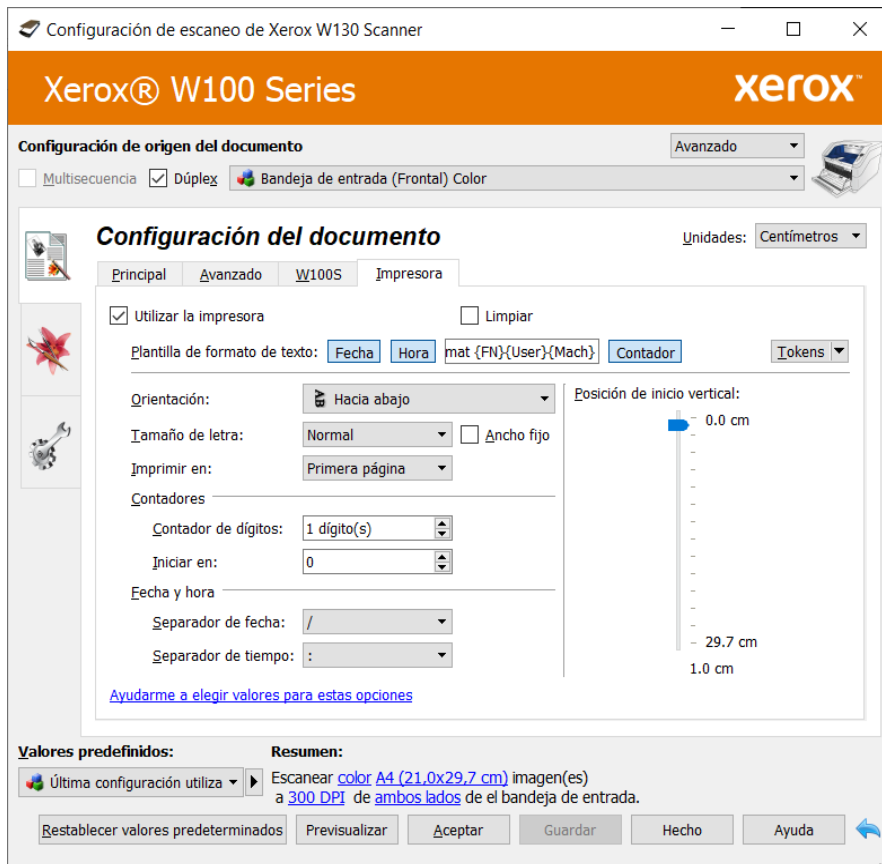 Configuración de escaneo de Xerox W130 Scanner
Xerox® W100 Series
xerox™
Configuración de origen del documento
Avanzado
Multisecuencia
Dúplex
Bandeja de entrada (Frontal) Color
Configuración del documento
Unidades: Centímetros
Principal
Avanzado
W100S
Impresora
Utilizar la impresora
Limpiar
Plantilla de formato de texto: Fecha Hora mat {FN}{User}{Mach} Contador Tokens
Orientación: AB Hacia abajo
Posición de inicio vertical:
0.0 cm
Tamaño de letra: Normal
Ancho fijo
Imprimir en: Primera página
Contadores
Contador de dígitos: 1 dígito(s)
Iniciar en: 0
Fecha y hora
Separador de fecha: /
Separador de tiempo: :
29.7 cm
1.0 cm
Ayudarme a elegir valores para estas opciones
Valores predefinidos:
Última configuración utiliza
Resumen:
Escanear color A4 (21,0x29,7 cm) imagen(es)
a 300 DPI de ambos lados de el bandeja de entrada.
Restablecer valores predeterminados
Previsualizar
Aceptar
Guardar
Hecho
Ayuda